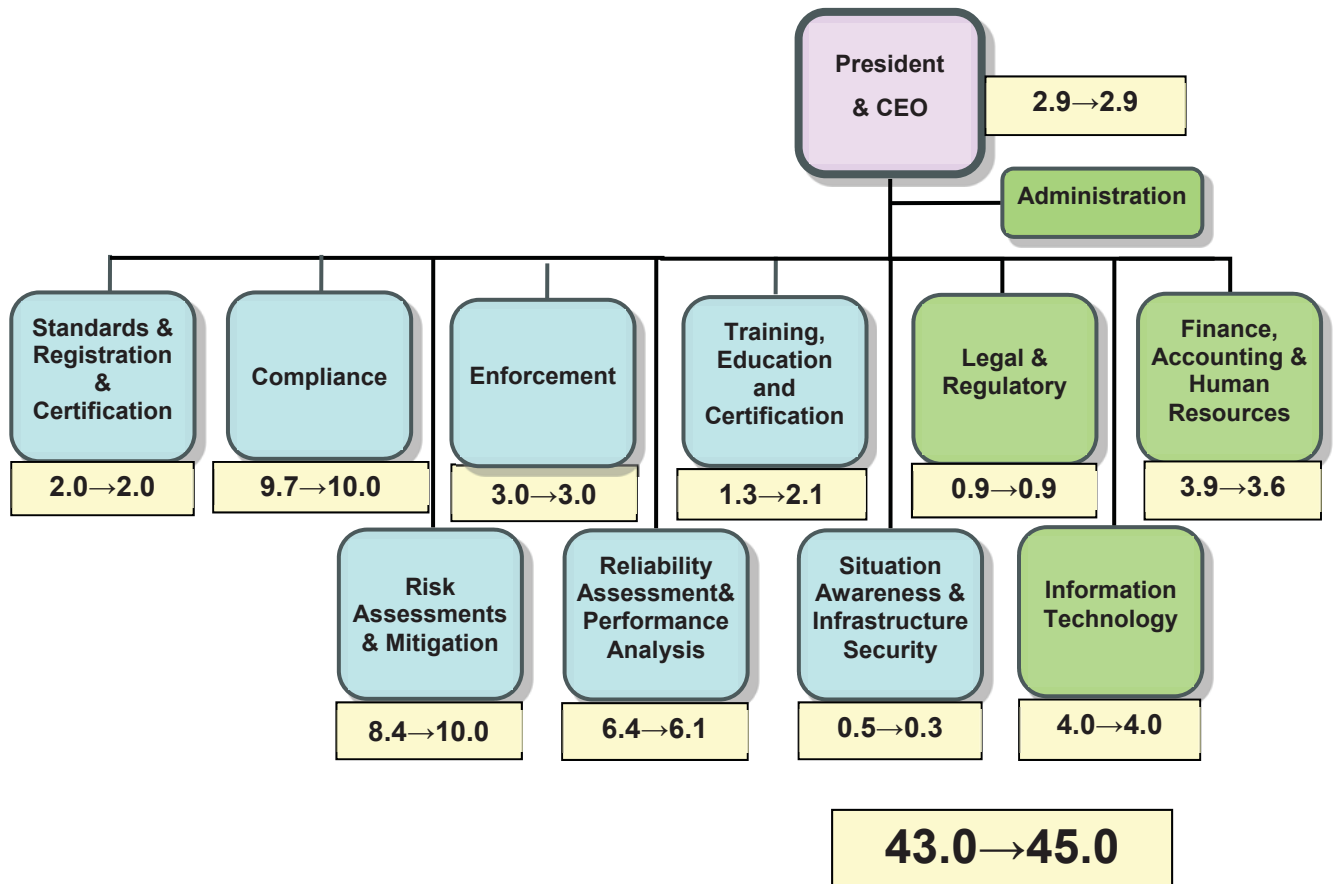 President
& CEO
2.9→2.9
Administration
Standards &
Registration
&
Certification
2.0→2.0
Compliance
9.7→10.0
Enforcement
3.0→3.0
Training,
Education
and
Certification
1.3→2.1
Legal &
Regulatory
0.9→0.9
Finance,
Accounting &
Human
Resources
3.9→3.6
Risk
Assessments
& Mitigation
8.4→10.0
Reliability
Assessment&
Performance
Analysis
6.4→6.1
Situation
Awareness &
Infrastructure
Security
0.5→0.3
Information
Technology
4.0→4.0
43.0→45.0